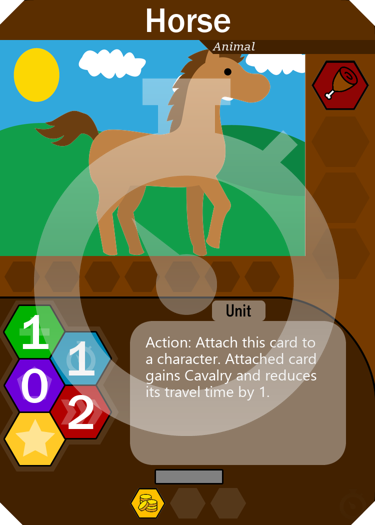 Horse
Animal
1
1
0
2
Unit
Action: Attach this card to
a character. Attached card
gains Cavalry and reduces
its travel time by 1.